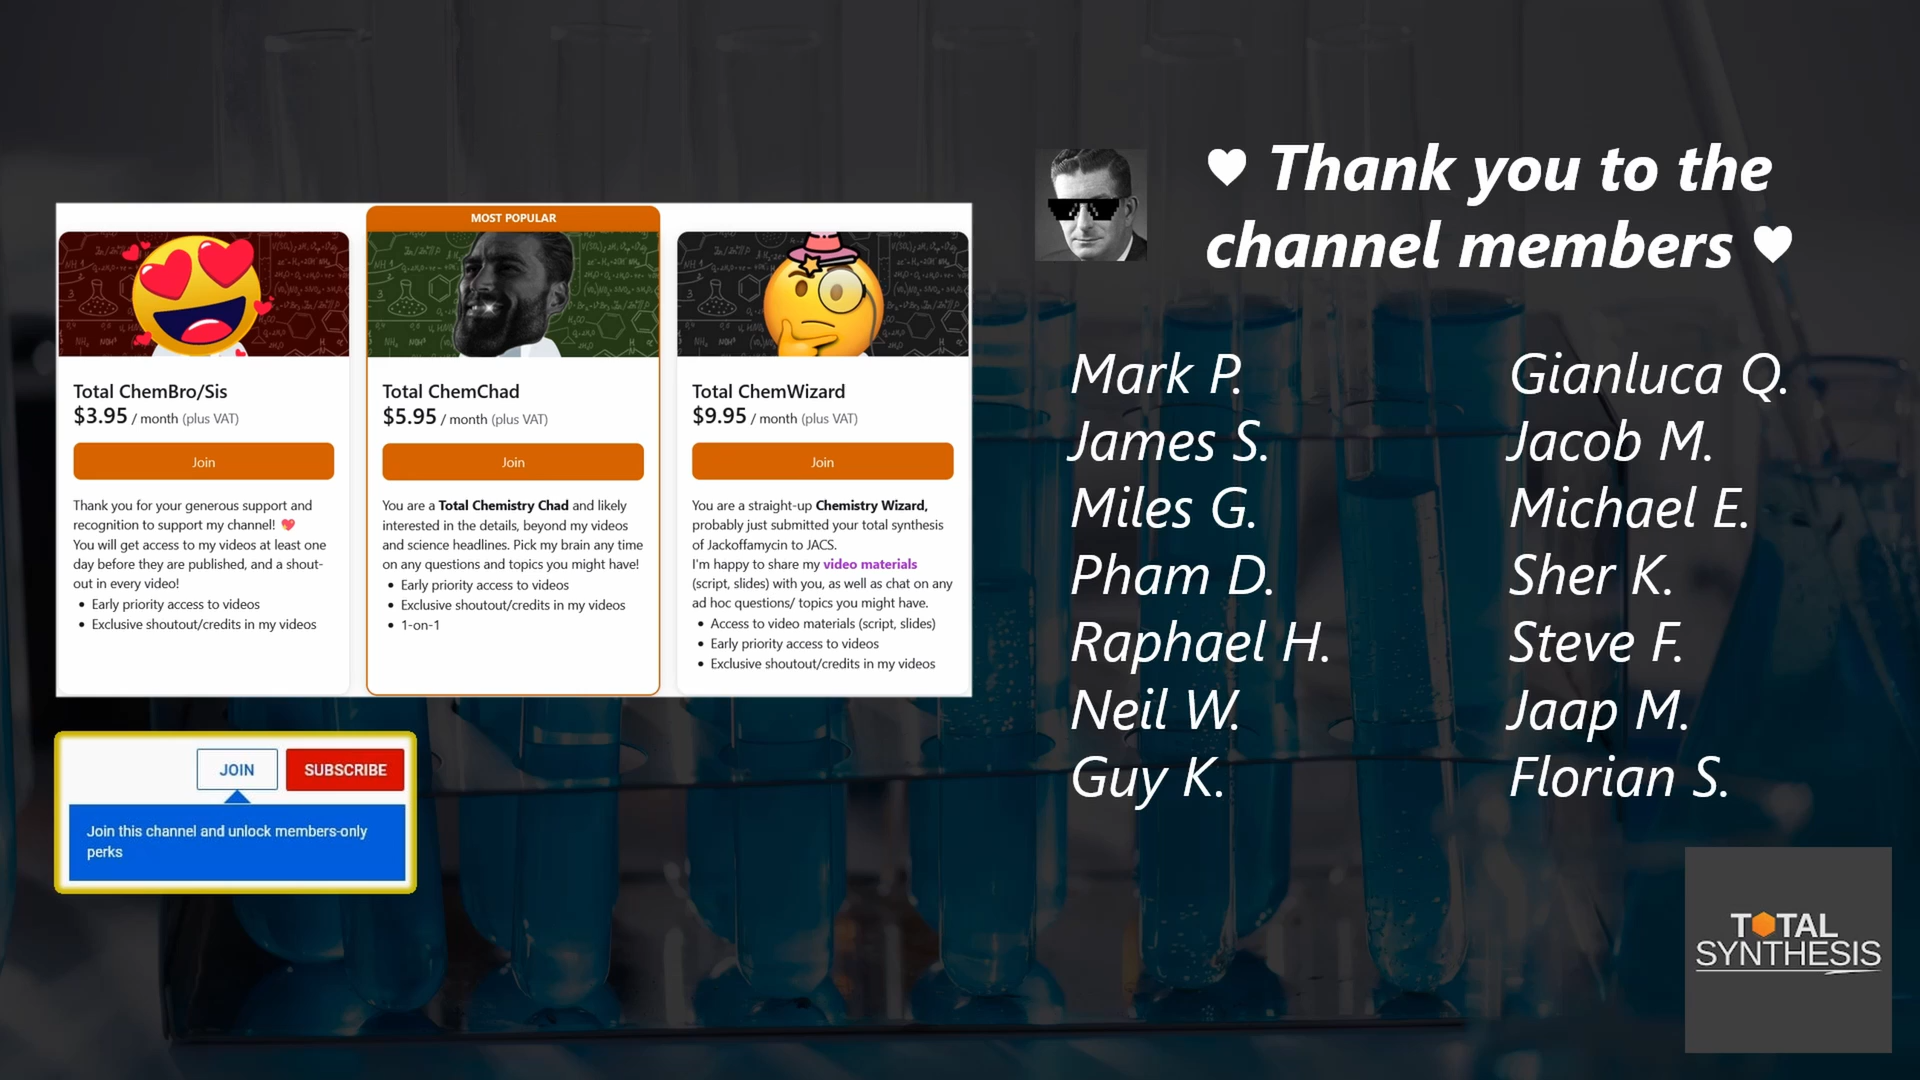 MOST POPULAR
Total ChemBro/Sis
$3.95 / month (plus VAT)
Join
Thank you for your generous support and
recognition to support my channel! 💖
You will get access to my videos at least one
day before they are published, and a shout-
out in every video!
• Early priority access to videos
• Exclusive shoutout/credits in my videos
Total ChemChad
$5.95 / month (plus VAT)
Join
You are a Total Chemistry Chad and likely
interested in the details, beyond my videos
and science headlines. Pick my brain any time
on any questions and topics you might have!
• Early priority access to videos
• Exclusive shoutout/credits in my videos
• 1-on-1
Total ChemWizard
$9.95 / month (plus VAT)
Join
You are a straight-up Chemistry Wizard,
probably just submitted your total synthesis
of Jackoffamycin to JACS.
I'm happy to share my video materials
(script, slides) with you, as well as chat on any
ad hoc questions/ topics you might have.
• Access to video materials (script, slides)
• Early priority access to videos
• Exclusive shoutout/credits in my videos
JOIN
SUBSCRIBE
Join this channel and unlock members-only
perks
♥ Thank you to the
channel members ♥
Mark P.
James S.
Miles G.
Pham D.
Raphael H.
Neil W.
Guy K.
Gianluca Q.
Jacob M.
Michael E.
Sher K.
Steve F.
Jaap M.
Florian S.
TOTAL
SYNTHESIS